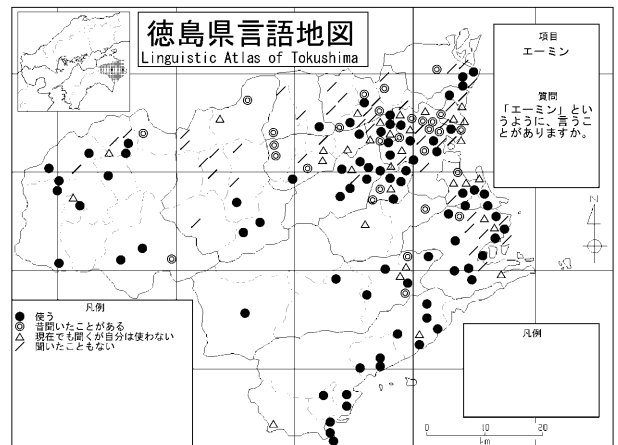 徳島県言語地図
Linguistic Atlas of Tokushima
項目
エーミン
質問
「エーミン」とい
うように、言うこ
とがありますか。
N
凡例
使う
昔聞いたことがある
現在でも聞くが自分は使わない
聞いたこともない
凡例
0 10 20
km